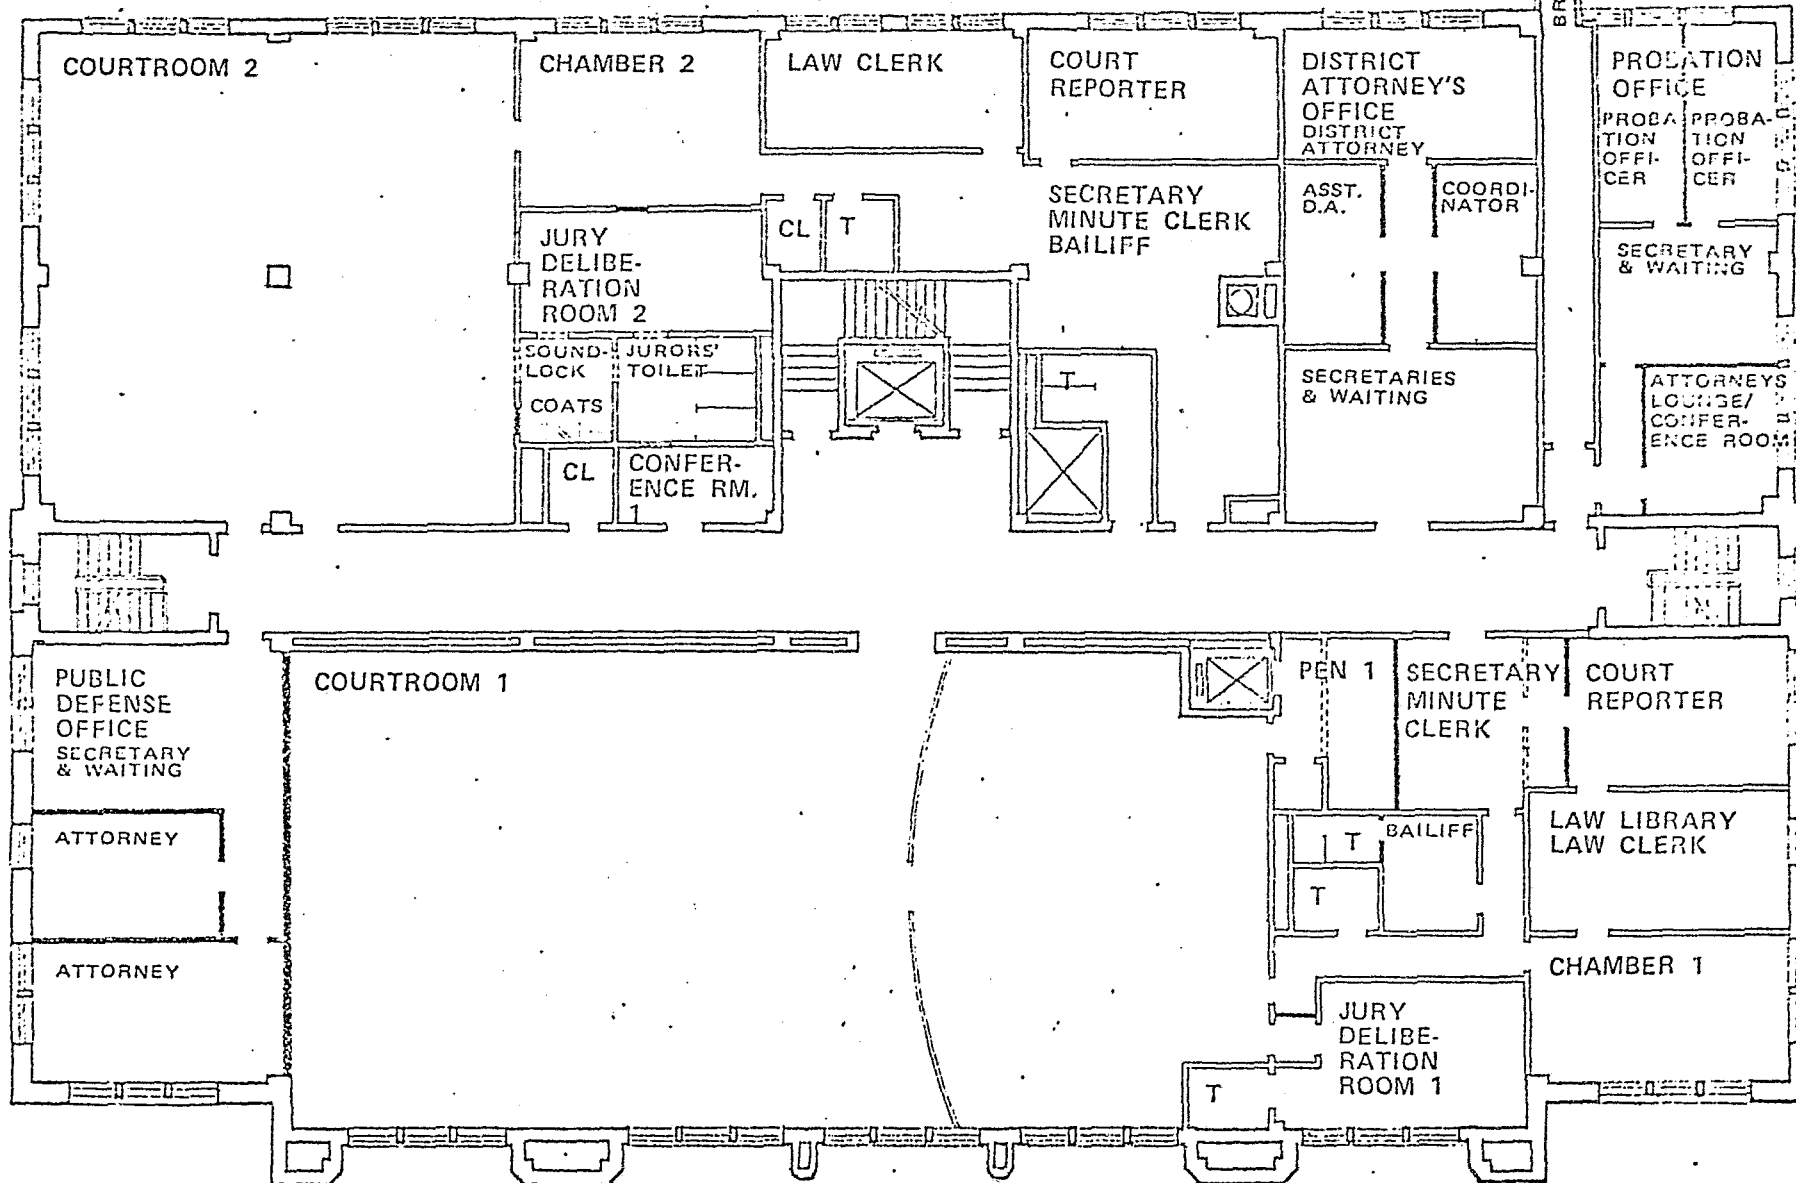 BR
COURTROOM 2
CHAMBER 2
LAW CLERK
COURT
REPORTER
DISTRICT
ATTORNEY'S
OFFICE
DISTRICT
ATTORNEY
PROBATION
OFFICE
PROBA-
TION
OFFI-
CER
PROBA-
TION
OFFI-
CER
ASST.
D.A.
COORDI-
NATOR
SECRETARY
MINUTE CLERK
BAILIFF
CL
T
JURY
DELIBE-
RATION
ROOM 2
SECRETARY
& WAITING
SOUND-
LOCK
COATS
JURORS'
TOILET
T
SECRETARIES
& WAITING
ATTORNEYS
LOUNGE/
CONFER-
ENCE ROOM
CL
CONFER-
ENCE RM.
1
PUBLIC
DEFENSE
OFFICE
SECRETARY
& WAITING
COURTROOM 1
PEN 1
SECRETARY
MINUTE
CLERK
COURT
REPORTER
ATTORNEY
T
BAILIFF
LAW LIBRARY
LAW CLERK
T
ATTORNEY
CHAMBER 1
JURY
DELIBE-
RATION
ROOM 1
T